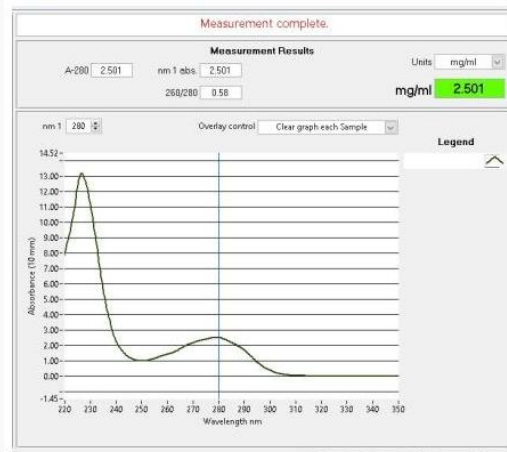 Measurement complete.
Measurement Results
A-280 2.501 nm 1 abs. 2.501
260/280 0.58
Units mg/ml
mg/ml 2.501
nm 1 280 Overlay control Clear graph each Sample
Legend
Absorbance (10 mm)
14.52
13.00
12.00
11.00
10.00
9.00
8.00
7.00
6.00
5.00
4.00
3.00
2.00
1.00
0.00
-1.45
220 230 240 250 260 270 280 290 300 310 320 330 340 350
Wavelength nm